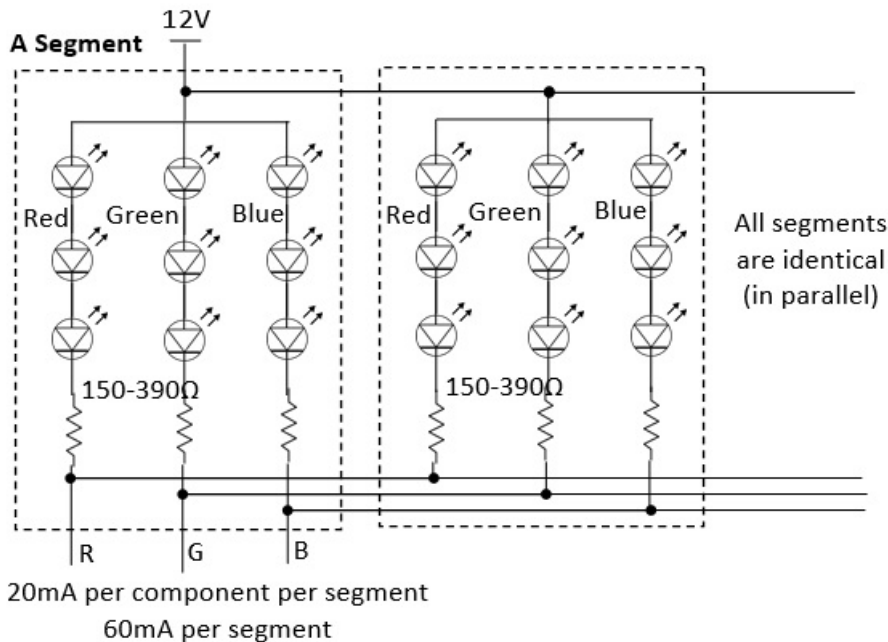 12V
A Segment
Red
Green
Blue
150-390Ω
R
G
B
Red
Green
Blue
150-390Ω
All segments
are identical
(in parallel)
20mA per component per segment
60mA per segment